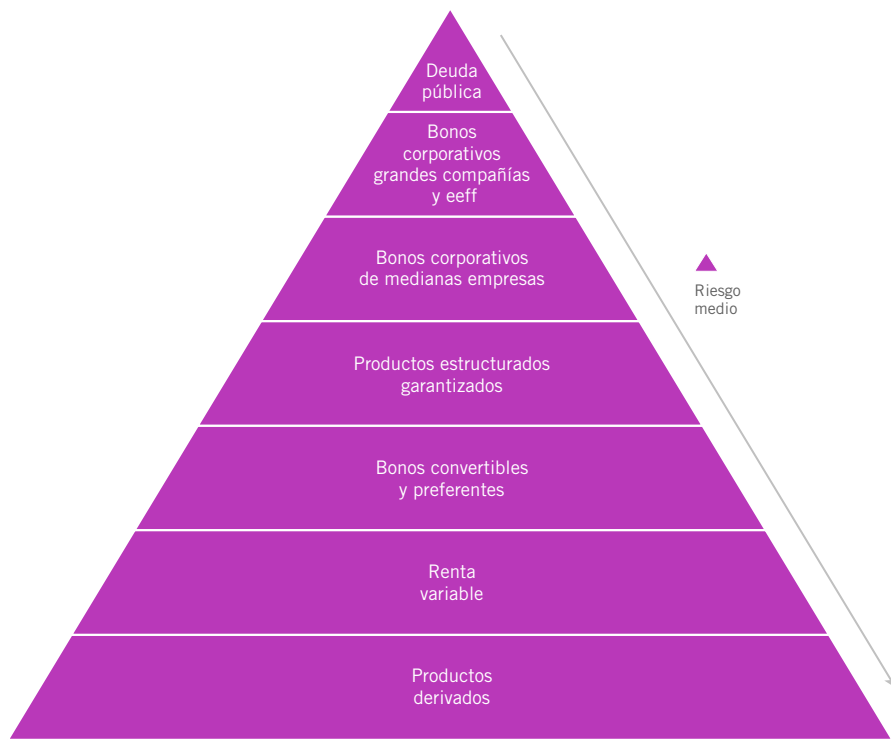 Deuda
pública
Bonos
corporativos
grandes compañías
y eeff
Bonos corporativos
de medianas empresas
Riesgo
medio
Productos estructurados
garantizados
Bonos convertibles
y preferentes
Renta
variable
Productos
derivados